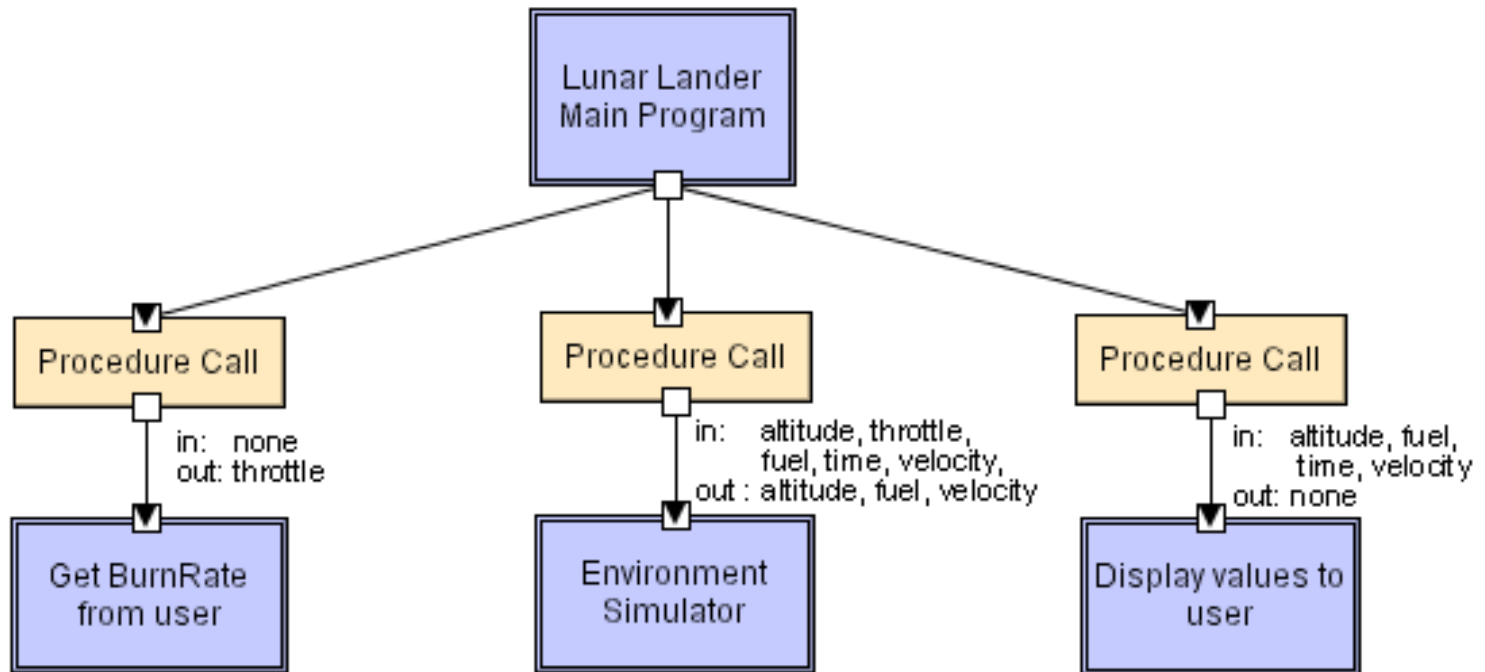 Lunar Lander
Main Program
Procedure Call
Procedure Call
Procedure Call
in: none
out: throttle
in: altitude, throttle,
fuel, time, velocity,
out : altitude, fuel, velocity
in: altitude, fuel,
time, velocity
out: none
Get BurnRate
from user
Environment
Simulator
Display values to
user